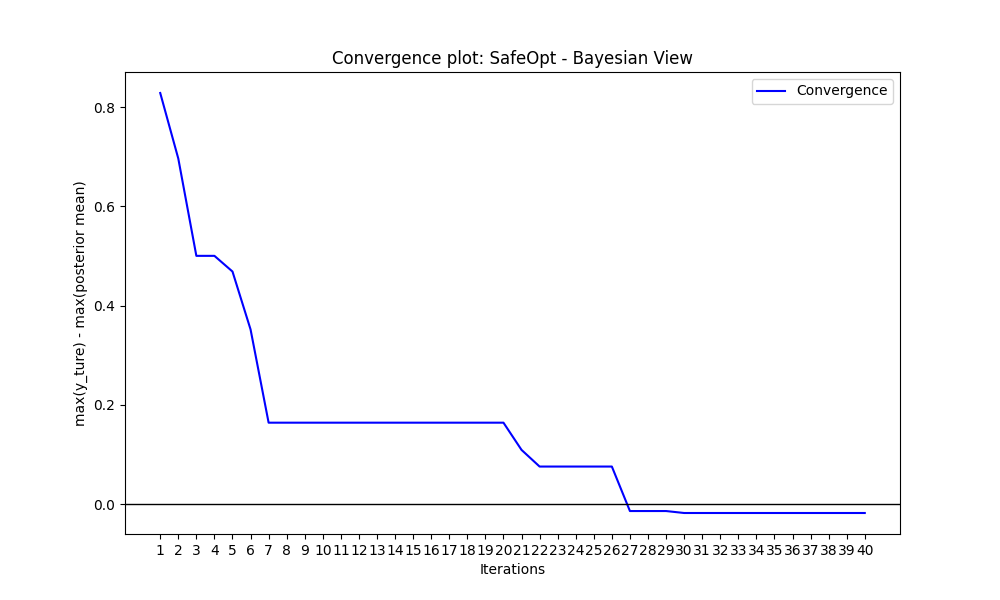 Convergence plot: SafeOpt - Bayesian View
Convergence
max(y_ture) - max(posterior mean)
0.8
0.6
0.4
0.2
0.0
1 2 3 4 5 6 7 8 9 10 11 12 13 14 15 16 17 18 19 20 21 22 23 24 25 26 27 28 29 30 31 32 33 34 35 36 37 38 39 40
Iterations